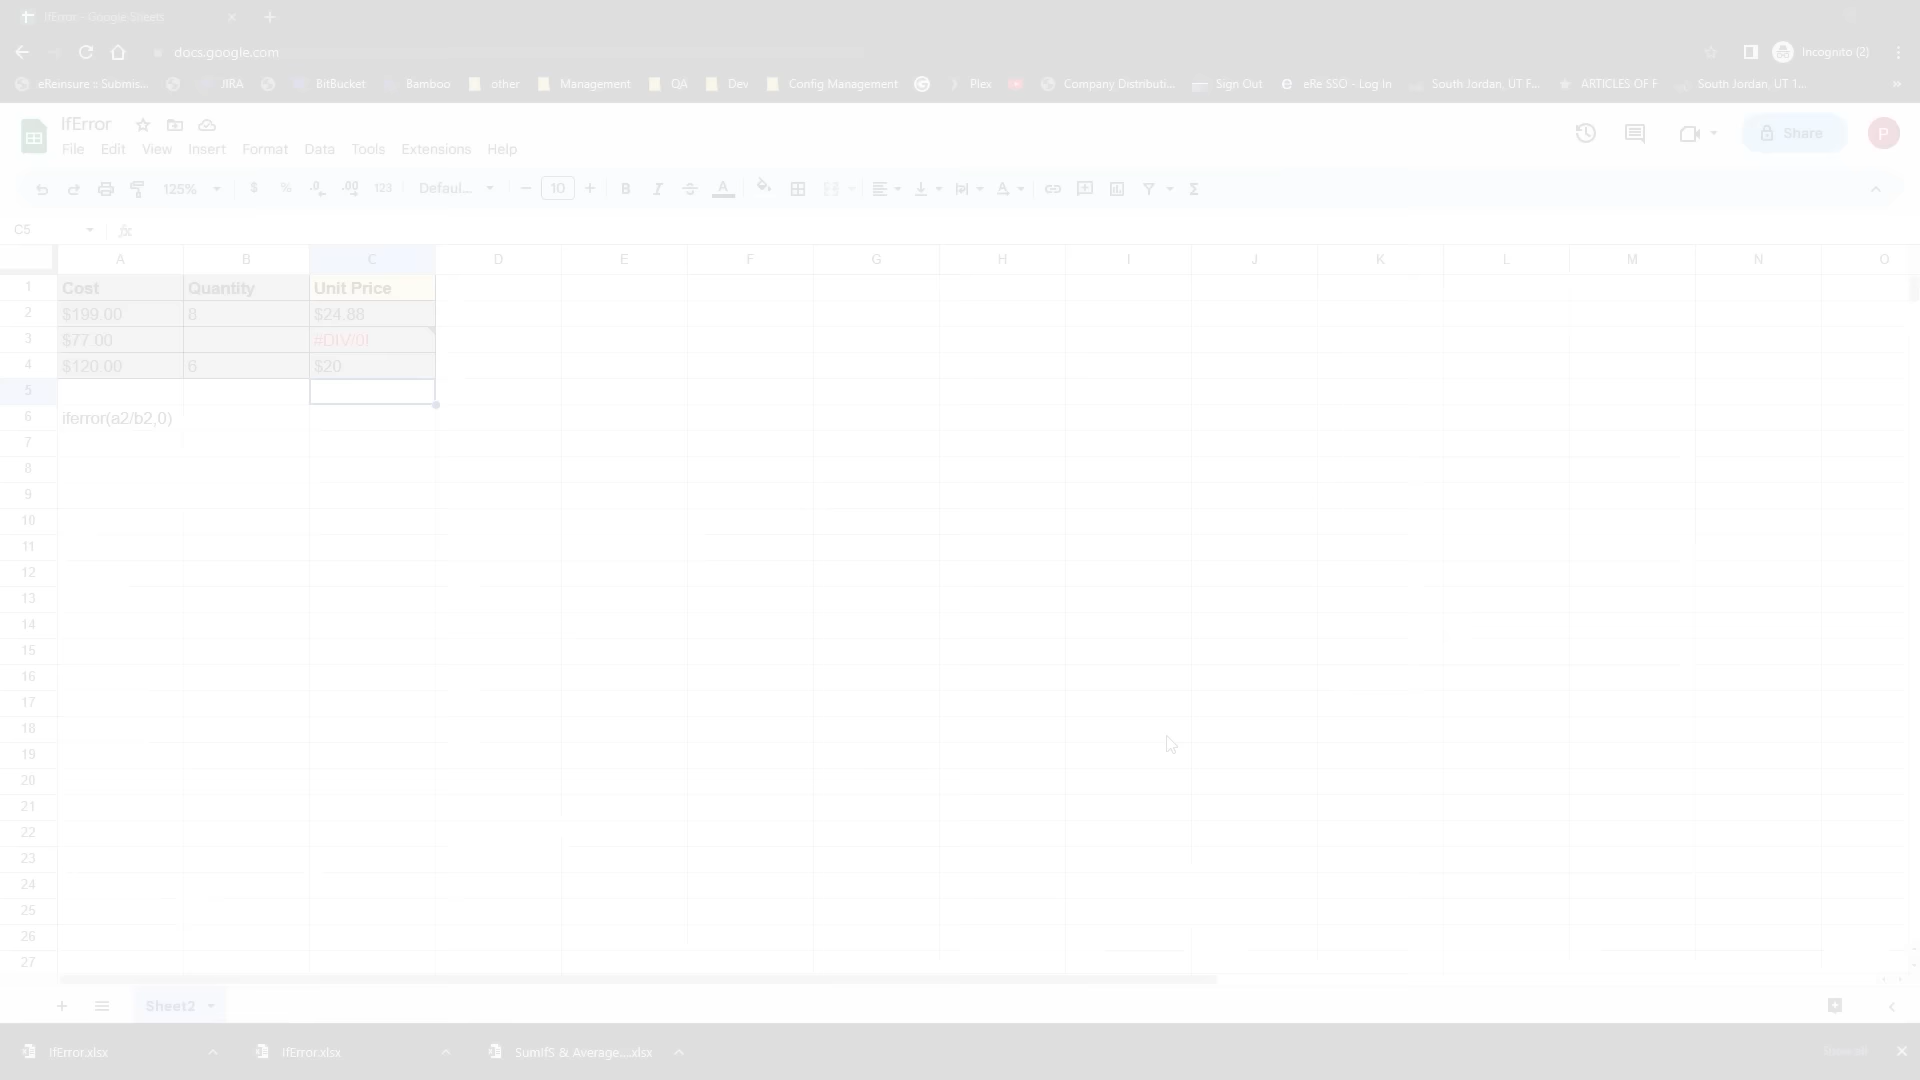 IfError - Google Sheets
docs.google.com
Incognito (2)
eReinsure :: Submis... JIRA BitBucket Bamboo other Management QA Dev Config Management Plex Company Distributi... Sign Out eRe SSO - Log In South Jordan, UT F... ARTICLES OF F South Jordan, UT 1...
IfError
File Edit View Insert Format Data Tools Extensions Help
Share
P
125% $ % .0 .00 123 Defaul... 10 B I S A
C5 fx
A B C D E F G H I J K L M N O
1 Cost Quantity Unit Price
2 $199.00 8 $24.88
3 $77.00 #DIV/0!
4 $120.00 6 $20
5
6 iferror(a2/b2,0)
7
8
9
10
11
12
13
14
15
16
17
18
19
20
21
22
23
24
25
26
27
Sheet2
IfError.xlsx IfError.xlsx SumIfS & Average....xlsx Show all